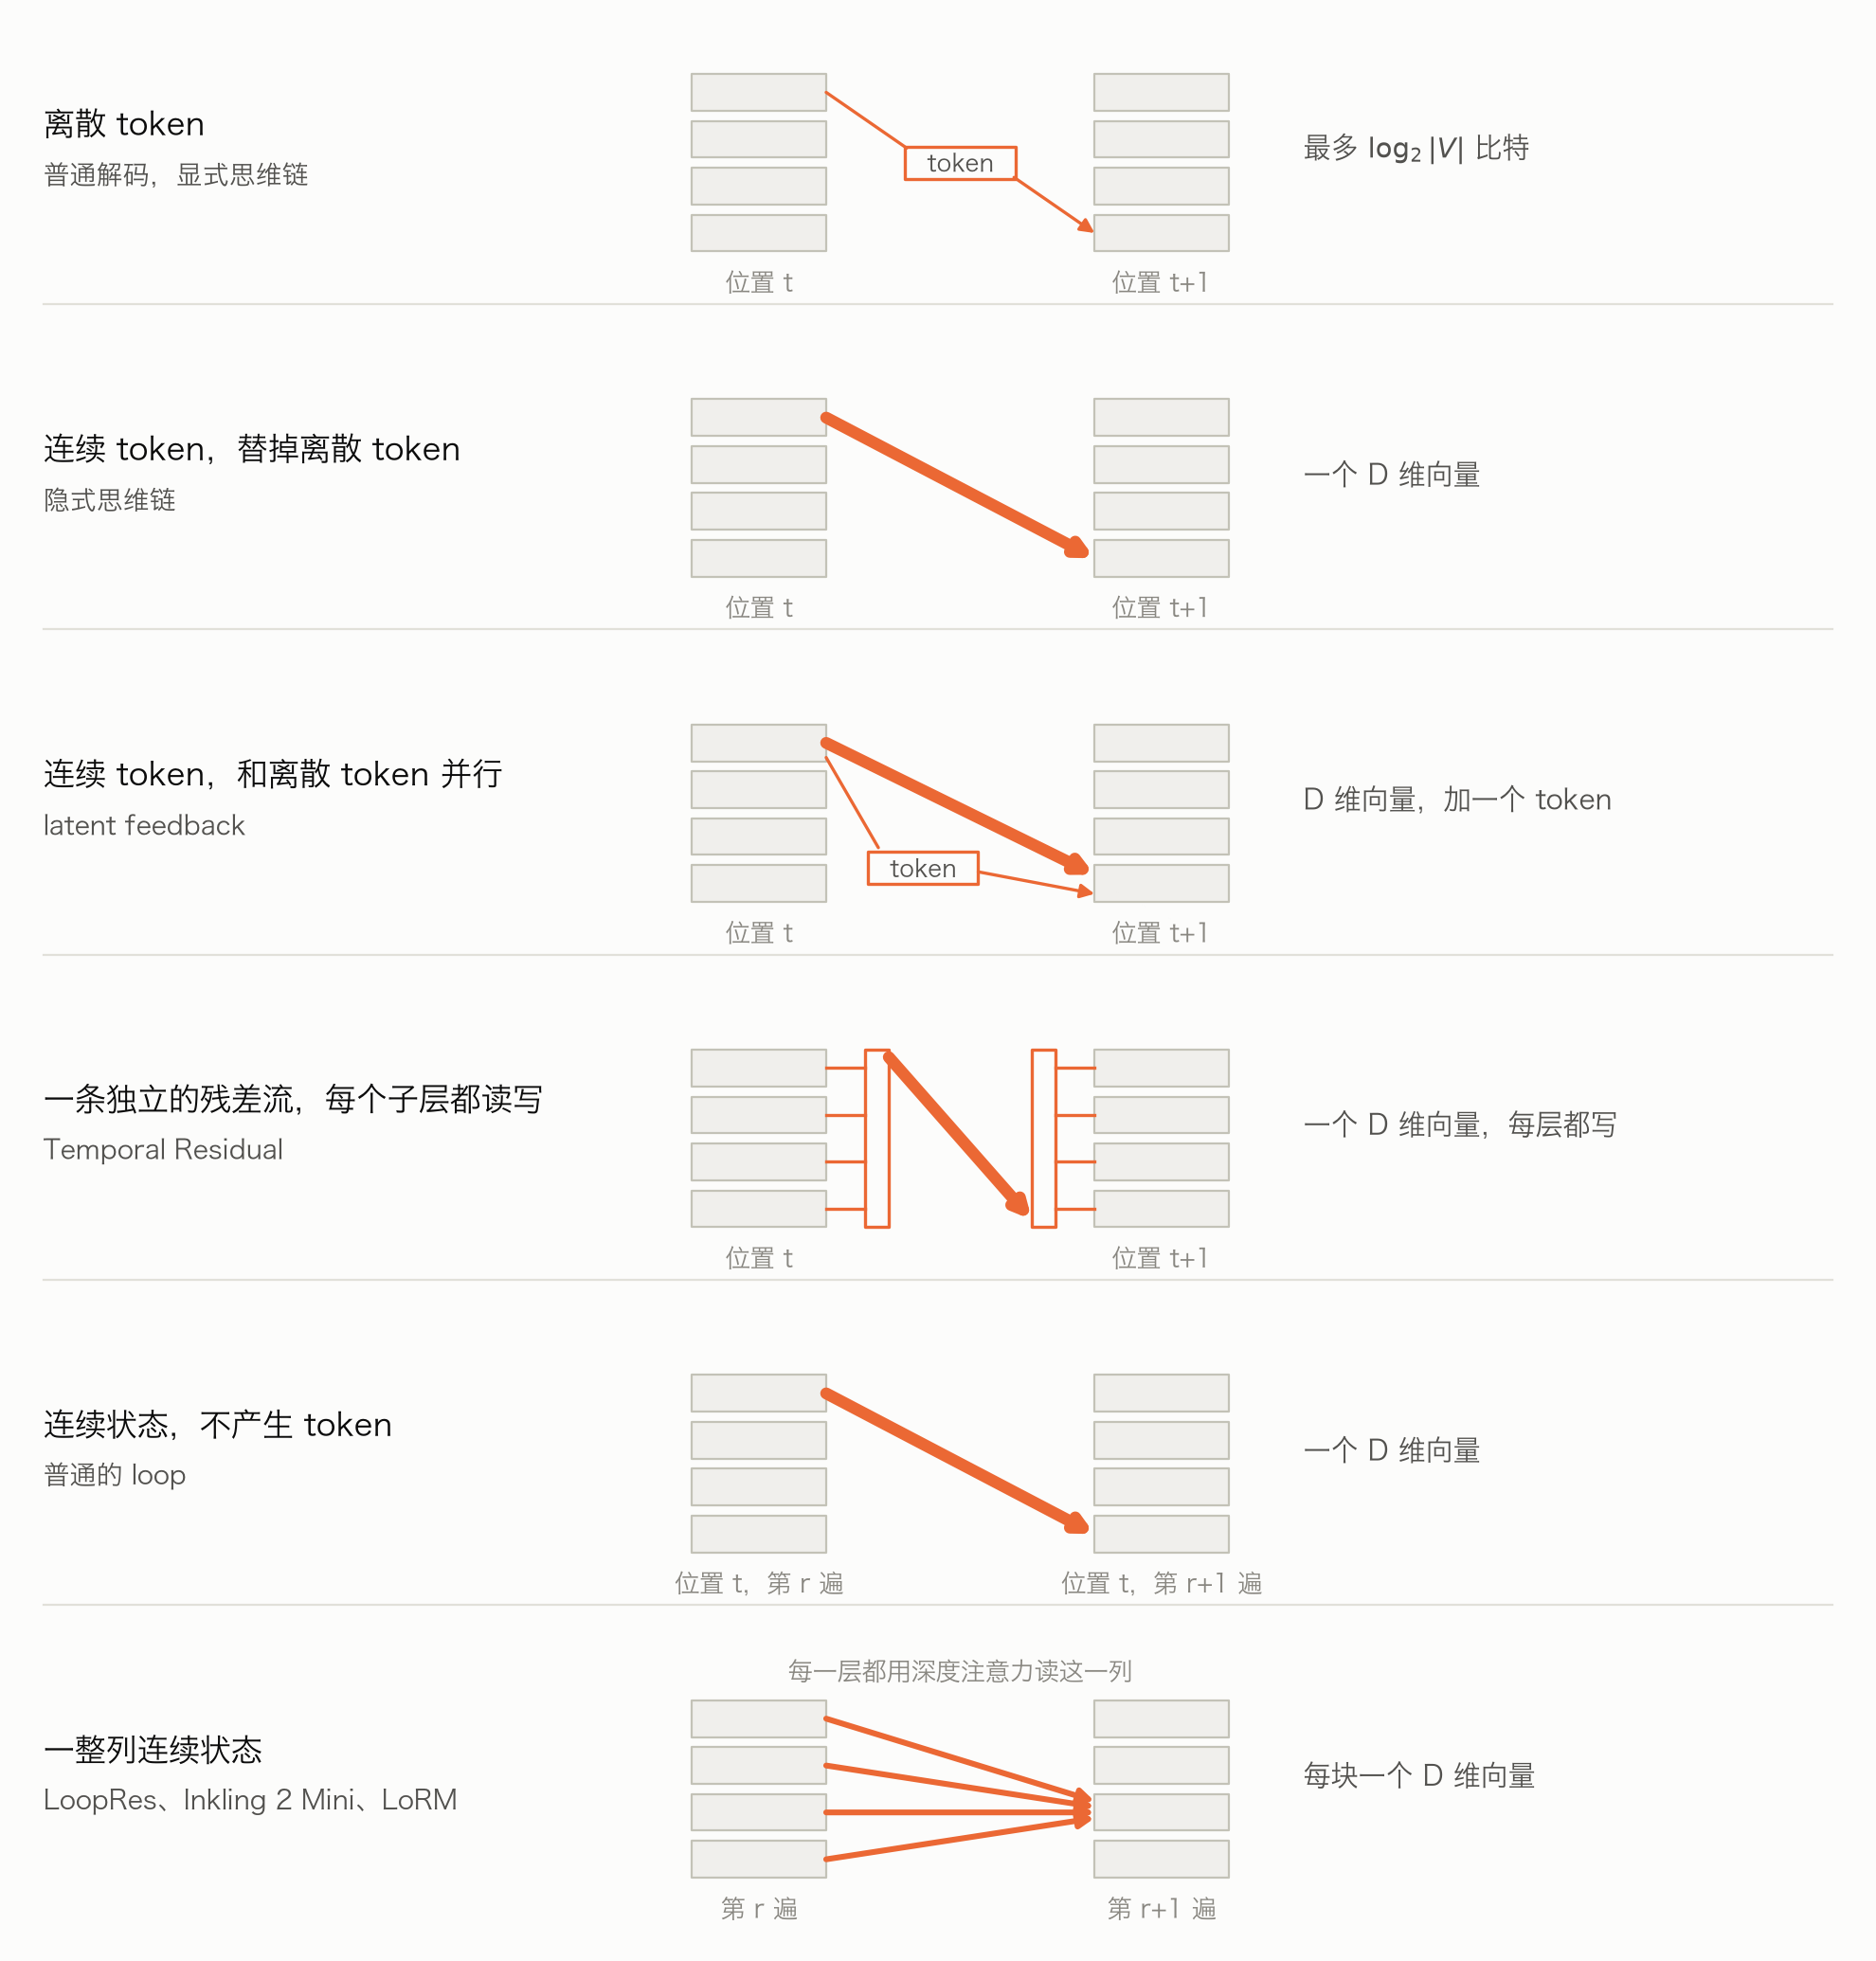 离散 token
普通解码，显式思维链
token
最多 log₂ |V| 比特
位置 t
位置 t+1
连续 token，替掉离散 token
隐式思维链
一个 D 维向量
位置 t
位置 t+1
连续 token，和离散 token 并行
latent feedback
token
D 维向量，加一个 token
位置 t
位置 t+1
一条独立的残差流，每个子层都读写
Temporal Residual
一个 D 维向量，每层都写
位置 t
位置 t+1
连续状态，不产生 token
普通的 loop
一个 D 维向量
位置 t，第 r 遍
位置 t，第 r+1 遍
每一层都用深度注意力读这一列
一整列连续状态
LoopRes、Inkling 2 Mini、LoRM
每块一个 D 维向量
第 r 遍
第 r+1 遍